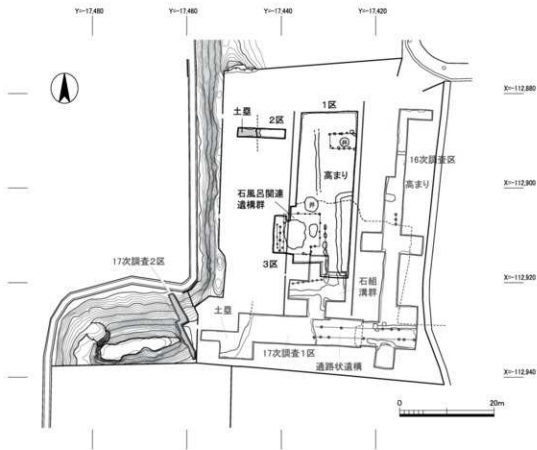 Y=-17,480
Y=-17,460
Y=-17,440
Y=-17,420
X=-112,880
1区
土塁
2区
井
16次調査区
高まり
高まり
X=-112,900
石風呂関連
遺構群
井
17次調査2区
3区
石組
溝群
X=-112,920
土塁
17次調査1区
通路状遺構
X=-112,940
0
20m